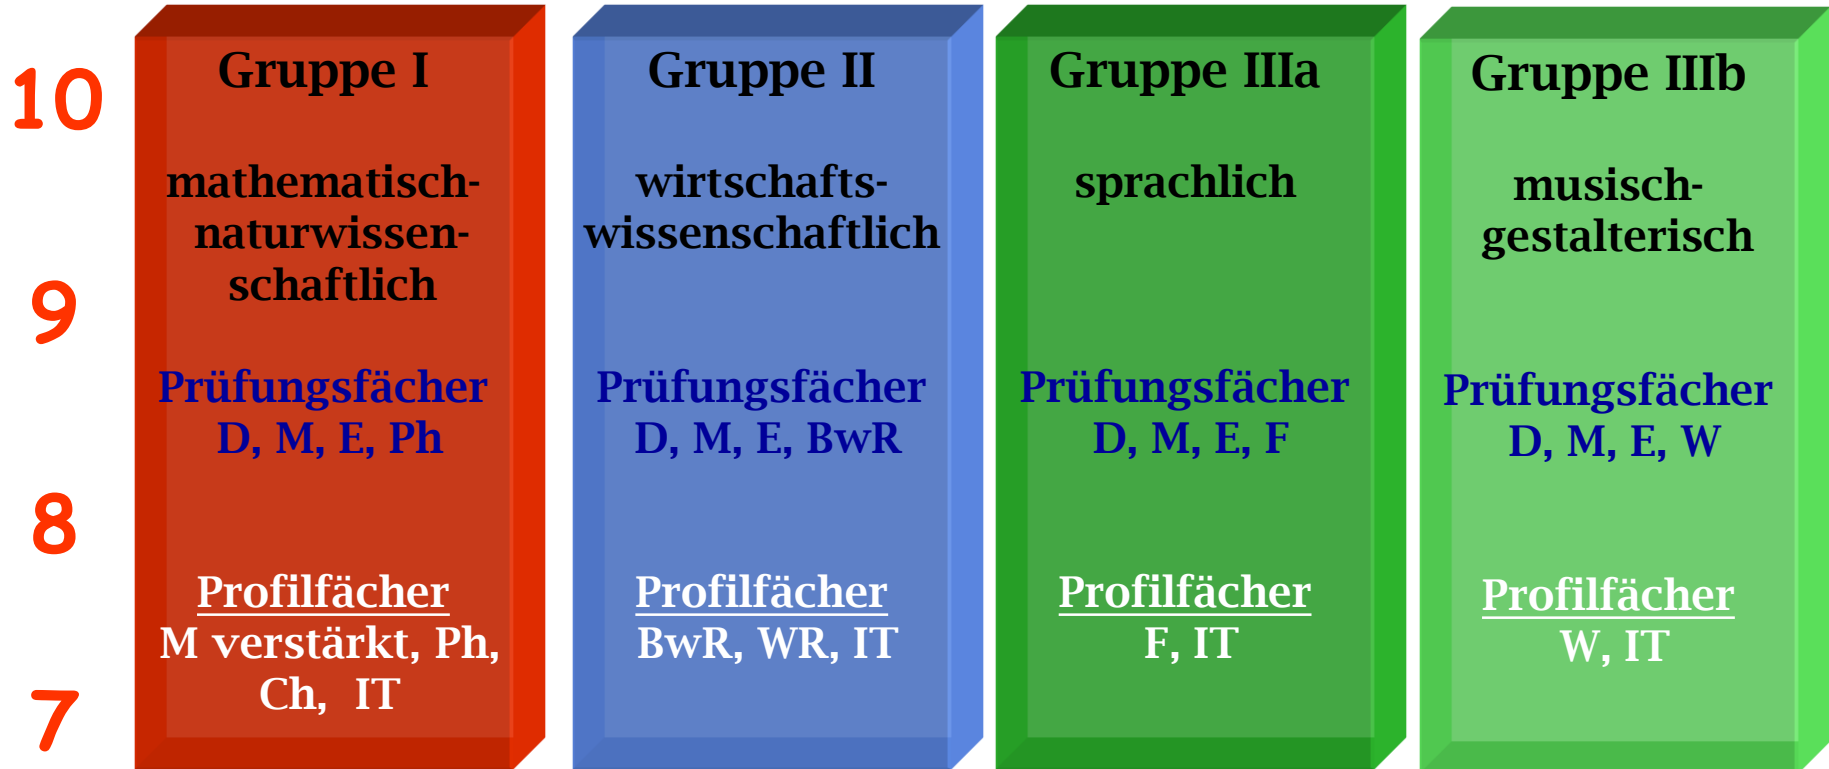 10
9
8
7
Gruppe I
mathematisch-
naturwissen-
schaftlich
Prüfungsfächer
D, M, E, Ph
Profilfächer
M verstärkt, Ph,
Ch, IT
Gruppe II
wirtschafts-
wissenschaftlich
Prüfungsfächer
D, M, E, BwR
Profilfächer
BwR, WR, IT
Gruppe IIIa
sprachlich
Prüfungsfächer
D, M, E, F
Profilfächer
F, IT
Gruppe IIIb
musisch-
gestalterisch
Prüfungsfächer
D, M, E, W
Profilfächer
W, IT